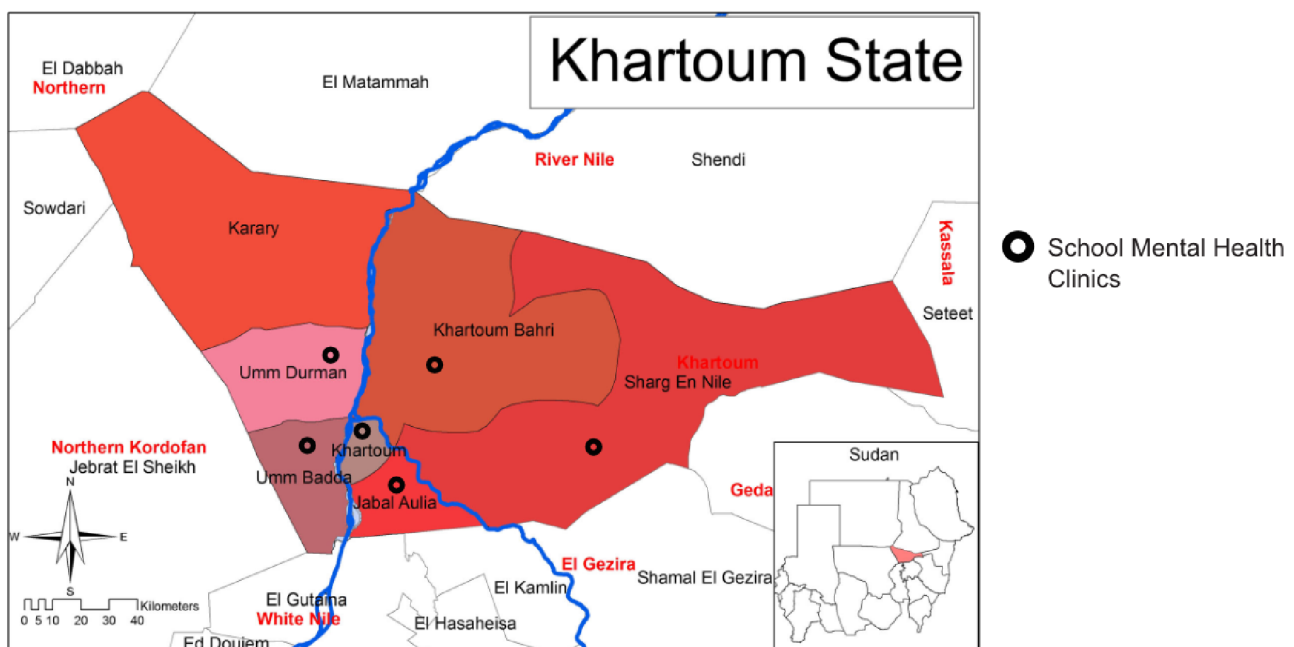 Khartoum State
El Dabbah
Northern
El Matammah
River Nile
Shendi
Sowdari
Karary
Kassala
School Mental Health
Clinics
Seteet
Khartoum Bahri
Khartoum
Umm Durman
Sharg En Nile
Northern Kordofan
Jebrat El Sheikh
Khartoum
Umm Badda
Jabal Aulia
Sudan
N
W
E
S
Geda
El Gezira
Shamal El Gezira
El Kamlin
Kilometers
0 5 10 20 30 40
El Gutaina
White Nile
El Hasaheisa
Ed Douiem